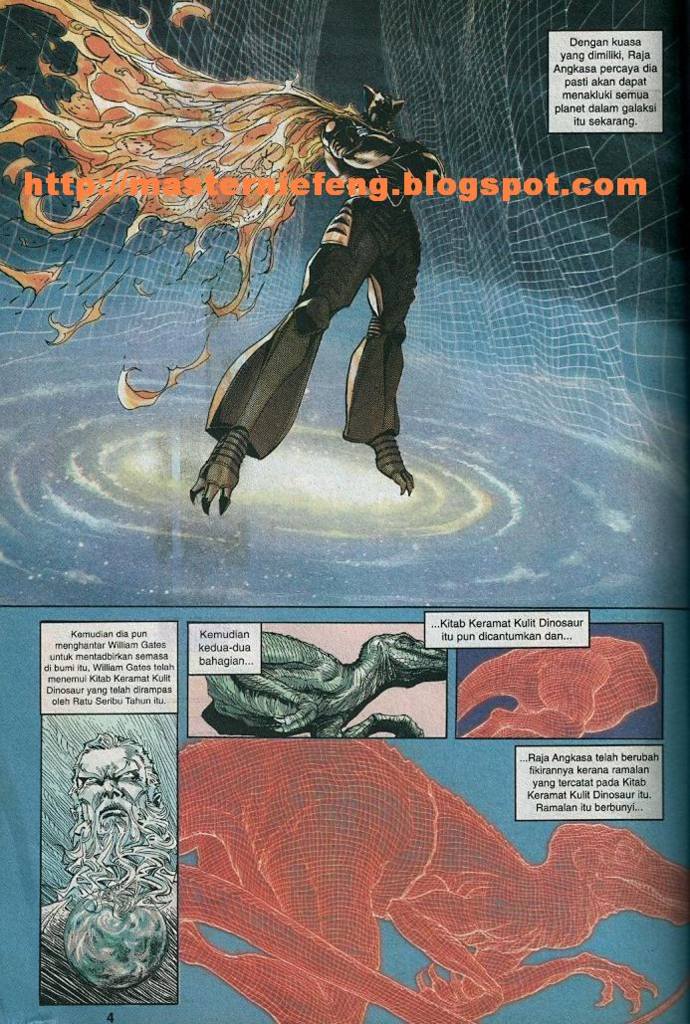 Dengan kuasa
yang dimiliki, Raja
Angkasa percaya dia
pasti akan dapat
menakluki semua
planet dalam galaksi
itu sekarang.
http://masterniefeng.blogspot.com
Kemudian dia pun
menghantar William Gates
untuk mentadbirkan semasa
di bumi itu, William Gates telah
menemui Kitab Keramat Kulit
Dinosaur yang telah dirampas
oleh Ratu Seribu Tahun itu.
Kemudian
kedua-dua
bahagian...
...Kitab Keramat Kulit Dinosaur
itu pun dicantumkan dan...
...Raja Angkasa telah berubah
fikirannya kerana ramalan
yang tercatat pada Kitab
Keramat Kulit Dinosaur itu.
Ramalan itu berbunyi...
4